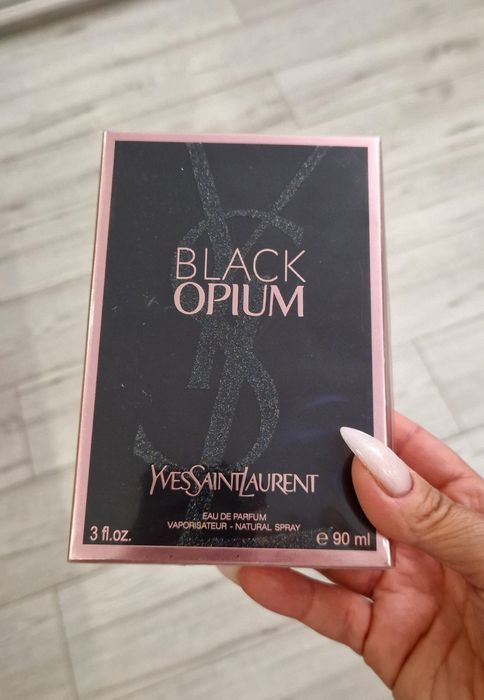 BLACK
OPIUM
YVESSAINTLAURENT
EAU DE PARFUM
VAPORISATEUR - NATURAL SPRAY
3 fl.oz. ℮ 90 ml